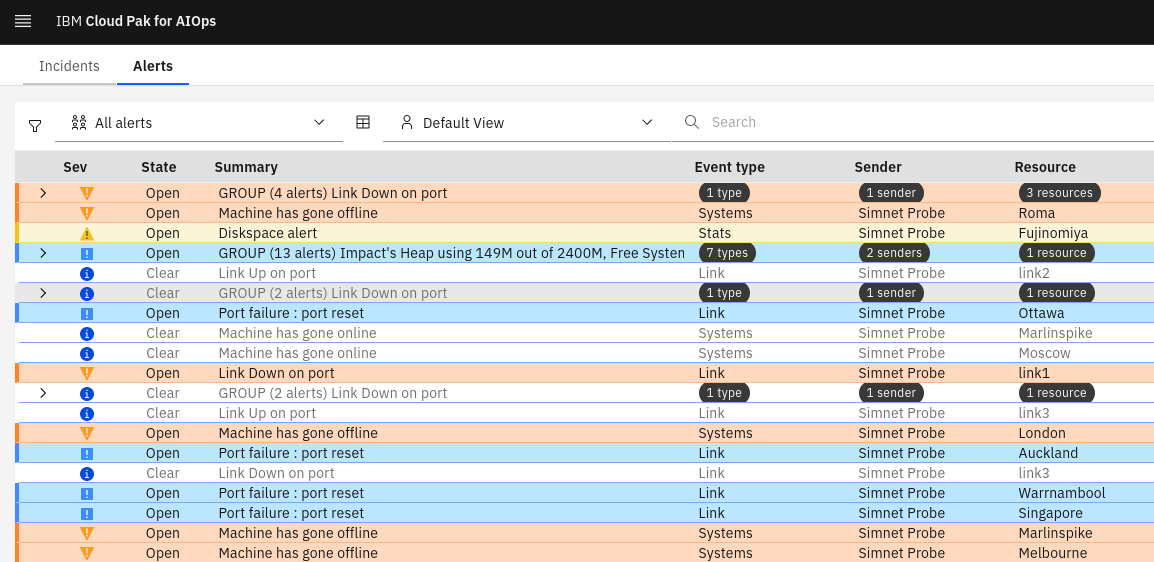 IBM Cloud Pak for AIOps
Incidents Alerts
All alerts Default View Search
Sev State Summary Event type Sender Resource
Open GROUP (4 alerts) Link Down on port 1 type 1 sender 3 resources
Open Machine has gone offline Systems Simnet Probe Roma
Open Diskspace alert Stats Simnet Probe Fujinomiya
Open GROUP (13 alerts) Impact's Heap using 149M out of 2400M, Free Systen 7 types 2 senders 1 resource
Clear Link Up on port Link Simnet Probe link2
Clear GROUP (2 alerts) Link Down on port 1 type 1 sender 1 resource
Open Port failure : port reset Link Simnet Probe Ottawa
Clear Machine has gone online Systems Simnet Probe Marlinspike
Clear Machine has gone online Systems Simnet Probe Moscow
Open Link Down on port Link Simnet Probe link1
Clear GROUP (2 alerts) Link Down on port 1 type 1 sender 1 resource
Clear Link Up on port Link Simnet Probe link3
Open Machine has gone offline Systems Simnet Probe London
Open Port failure : port reset Link Simnet Probe Auckland
Clear Link Down on port Link Simnet Probe link3
Open Port failure : port reset Link Simnet Probe Warrnambool
Open Port failure : port reset Link Simnet Probe Singapore
Open Machine has gone offline Systems Simnet Probe Marlinspike
Open Machine has gone offline Systems Simnet Probe Melbourne